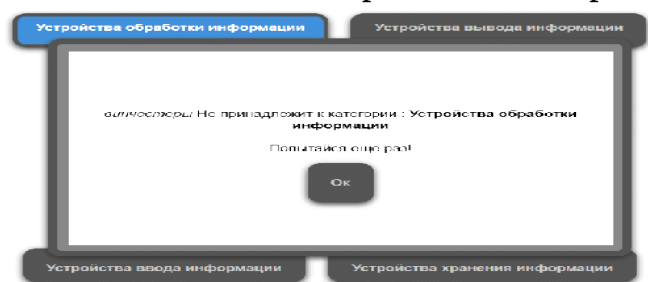 Устройства обработки информации
Устройства вывода информации
винчестеры Не принадлежит к категории : Устройства обработки
информации
Попытайся еще раз!
Ок
Устройства ввода информации
Устройства хранения информации